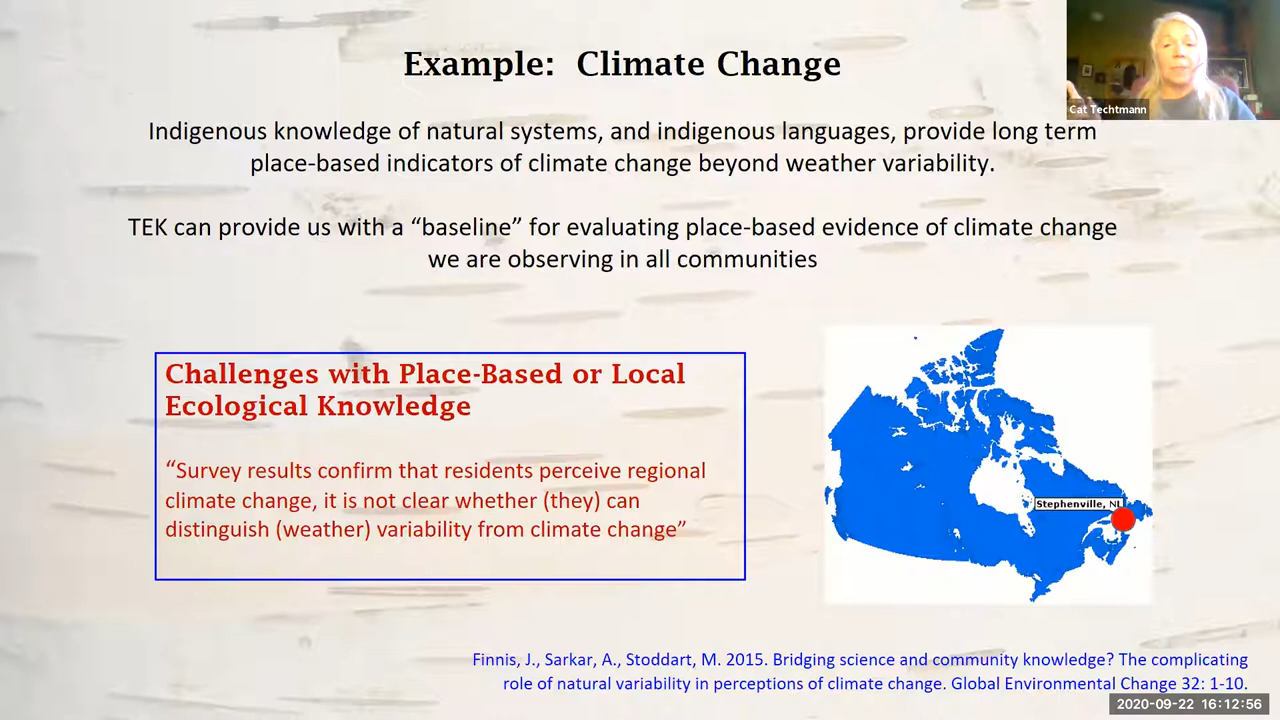 Example: Climate Change
Cat Techtmann
Indigenous knowledge of natural systems, and indigenous languages, provide long term
place-based indicators of climate change beyond weather variability.
TEK can provide us with a “baseline” for evaluating place-based evidence of climate change
we are observing in all communities
Challenges with Place-Based or Local
Ecological Knowledge
“Survey results confirm that residents perceive regional
climate change, it is not clear whether (they) can
distinguish (weather) variability from climate change”
Stephenville, NL
Finnis, J., Sarkar, A., Stoddart, M. 2015. Bridging science and community knowledge? The complicating
role of natural variability in perceptions of climate change. Global Environmental Change 32: 1-10.
2020-09-22 16:12:56